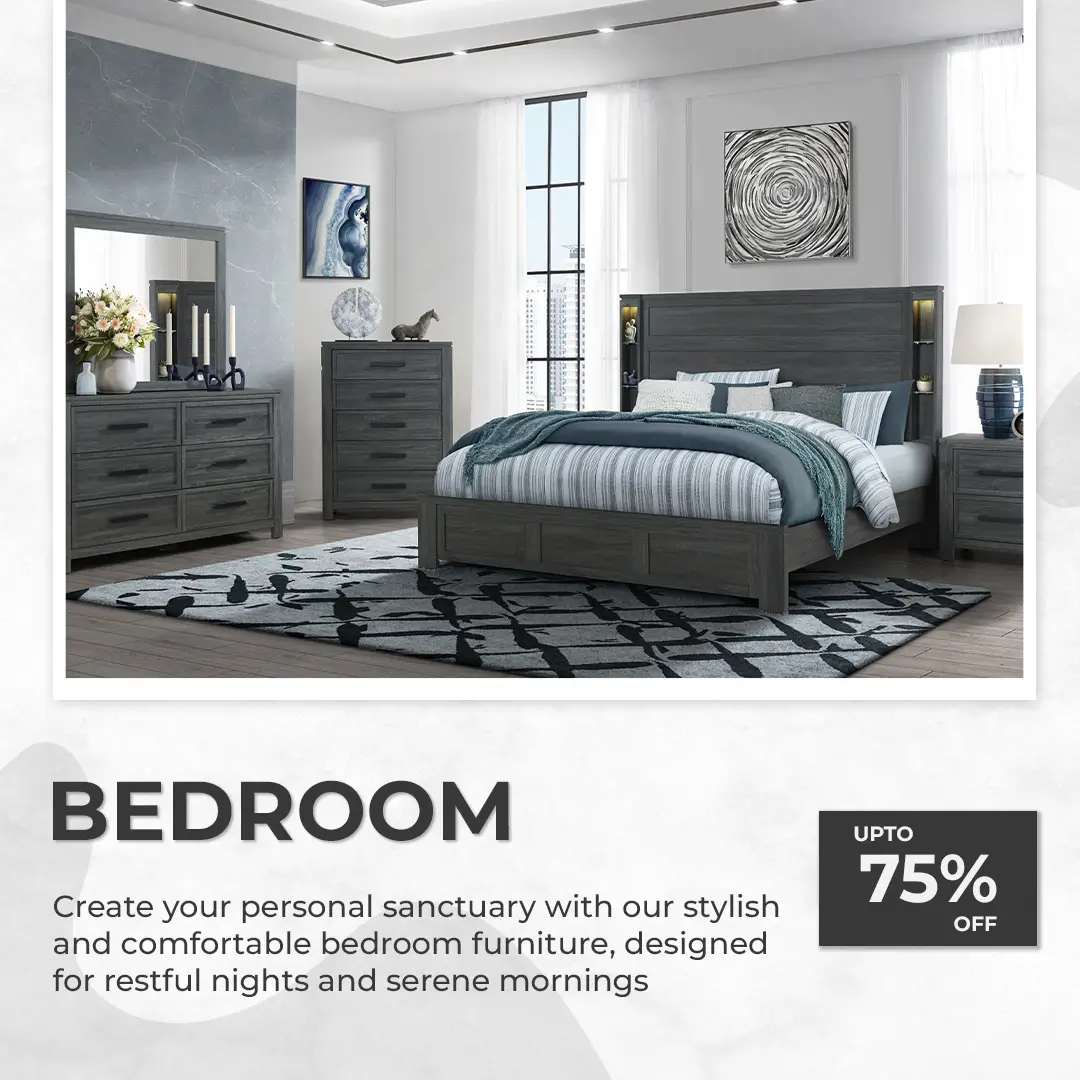 BEDROOM
Create your personal sanctuary with our stylish
and comfortable bedroom furniture, designed
for restful nights and serene mornings
UPTO
75%
OFF